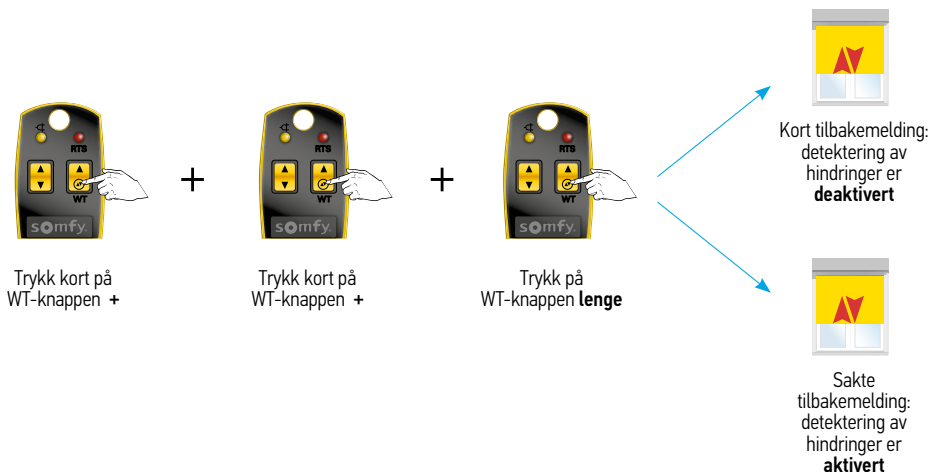 RTS
WT
somfy.
Trykk kort på
WT-knappen +
+
RTS
WT
somfy.
Trykk kort på
WT-knappen +
+
RTS
WT
somfy.
Trykk på
WT-knappen lenge
Kort tilbakemelding:
detektering av
hindringer er
deaktivert
Sakte
tilbakemelding:
detektering av
hindringer er
aktivert